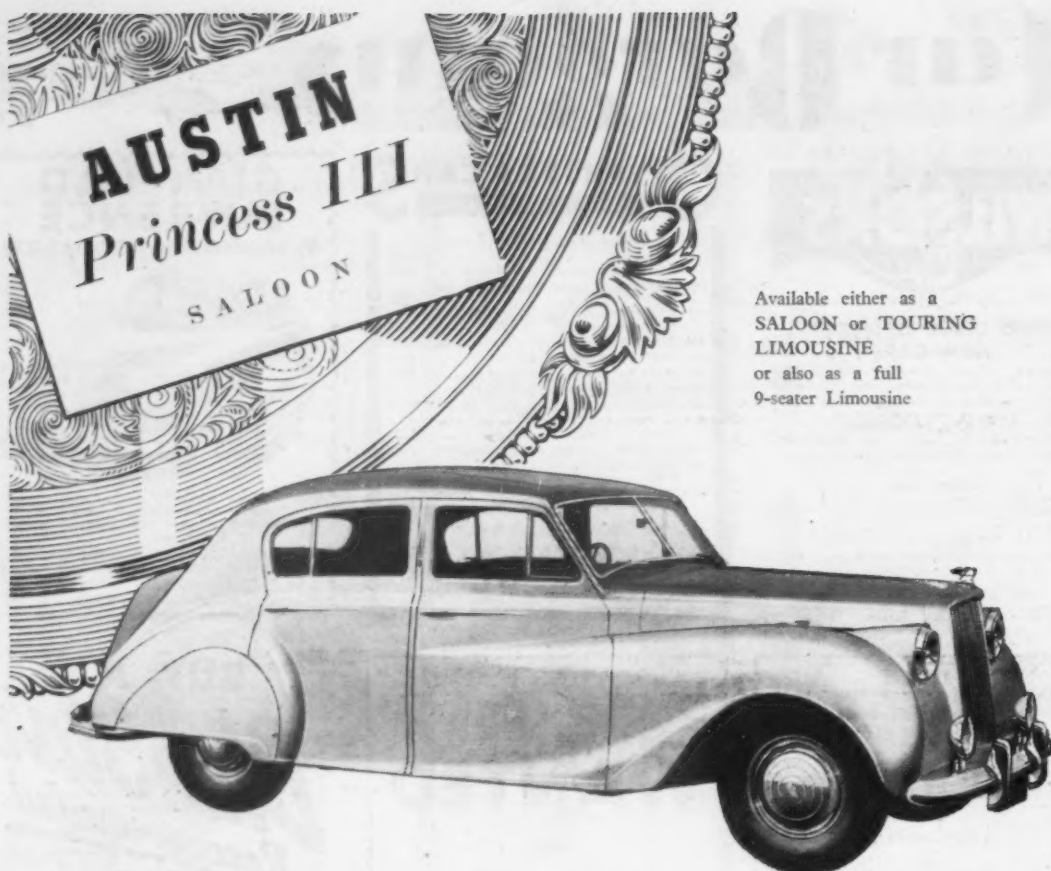 AUSTIN
Princess III
SALOON
Available either as a
SALOON or TOURING
LIMOUSINE
or also as a full
9-seater Limousine